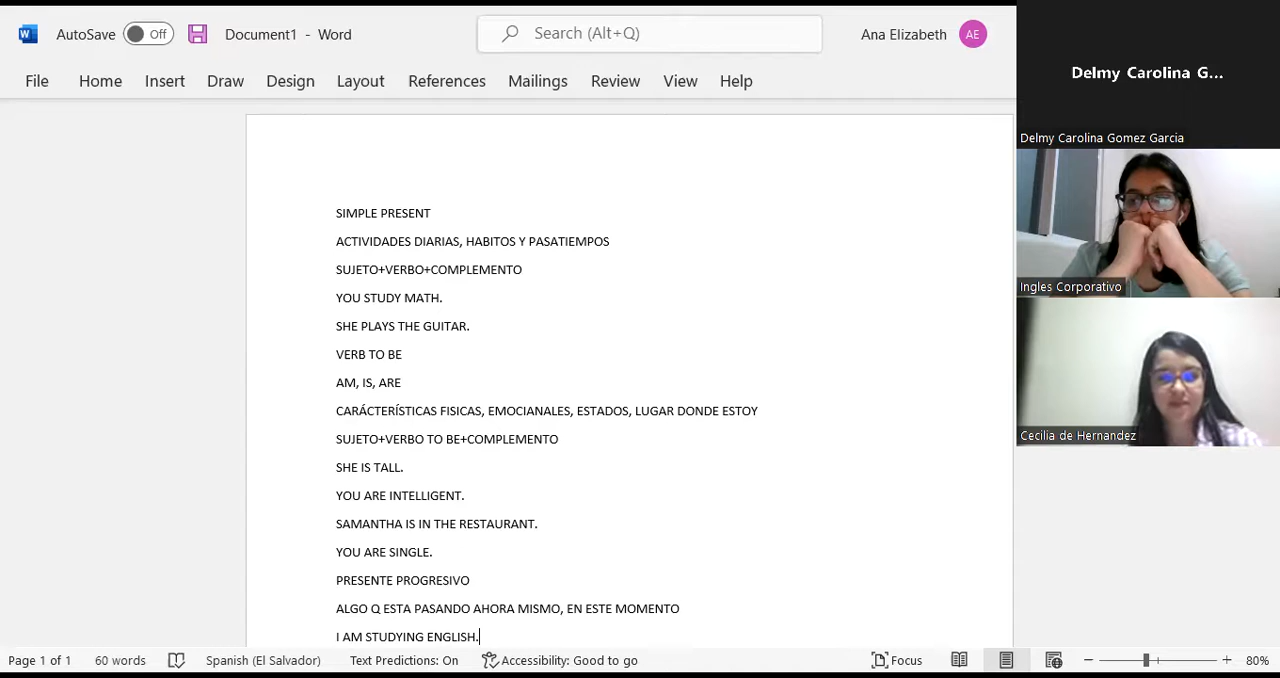 AutoSave Off Document1 - Word Search (Alt+Q) Ana Elizabeth AE
File Home Insert Draw Design Layout References Mailings Review View Help
SIMPLE PRESENT
ACTIVIDADES DIARIAS, HABITOS Y PASATIEMPOS
SUJETO+VERBO+COMPLEMENTO
YOU STUDY MATH.
SHE PLAYS THE GUITAR.
VERB TO BE
AM, IS, ARE
CARÁCTERÍSTICAS FISICAS, EMOCIANALES, ESTADOS, LUGAR DONDE ESTOY
SUJETO+VERBO TO BE+COMPLEMENTO
SHE IS TALL.
YOU ARE INTELLIGENT.
SAMANTHA IS IN THE RESTAURANT.
YOU ARE SINGLE.
PRESENTE PROGRESIVO
ALGO Q ESTA PASANDO AHORA MISMO, EN ESTE MOMENTO
I AM STUDYING ENGLISH.
Page 1 of 1 60 words Spanish (El Salvador) Text Predictions: On Accessibility: Good to go Focus 80%
Delmy Carolina G...
Delmy Carolina Gomez Garcia
Ingles Corporativo
Cecilia de Hernandez